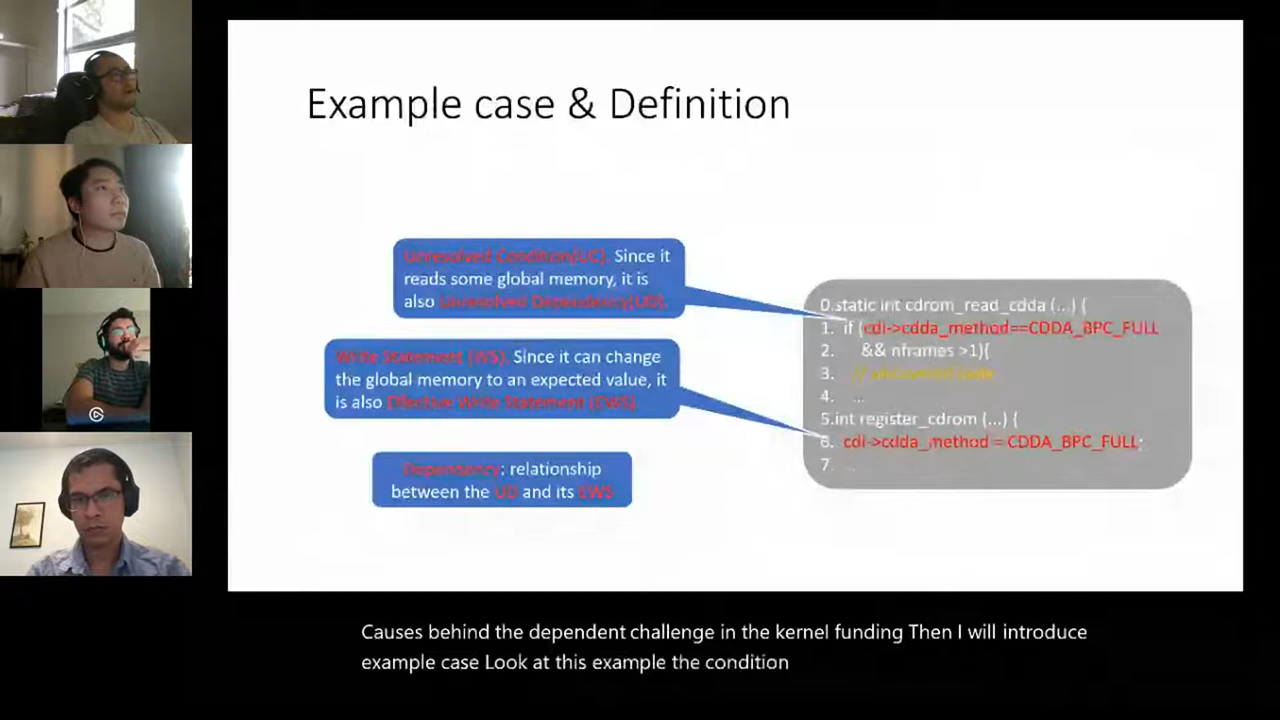 Example case & Definition
Unresolved Condition(UC). Since it
reads some global memory, it is
also Unresolved Dependency(UD).
Write Statement (WS). Since it can change
the global memory to an expected value, it
is also Effective Write Statement (EWS).
Dependency: relationship
between the UD and its EWS
0.static int cdrom_read_cdda (...) {
1. if (cdi->cdda_method==CDDA_BPC_FULL
2. && nframes >1){
3. // code
4. ...
5.int register_cdrom (...) {
6. cdi->cdda_method = CDDA_BPC_FULL;
7. ...
Causes behind the dependent challenge in the kernel funding Then I will introduce
example case Look at this example the condition